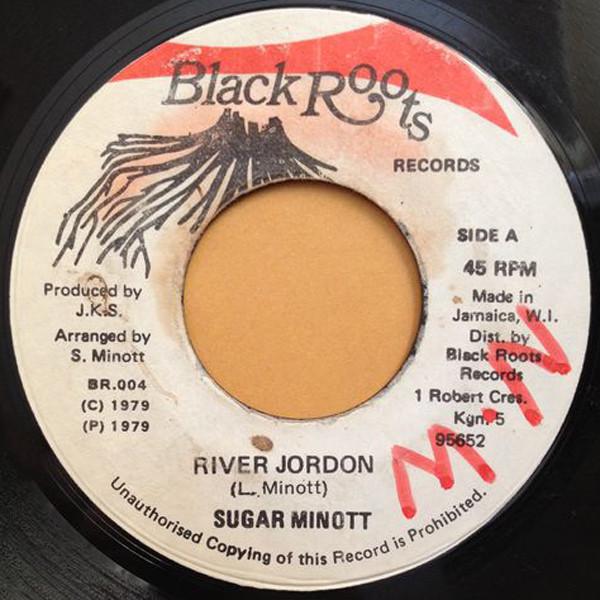 Black Roots
RECORDS
SIDE A
45 RPM
Produced by
J.K.S.
Arranged by
S. Minott
BR.004
(C) 1979
(P) 1979
Made in
Jamaica, W.I.
Dist. by
Black Roots
Records
1 Robert Cres.
Kgn. 5
95652
M.N
RIVER JORDON
(L. Minott)
SUGAR MINOTT
Unauthorised Copying of this Record is Prohibited.